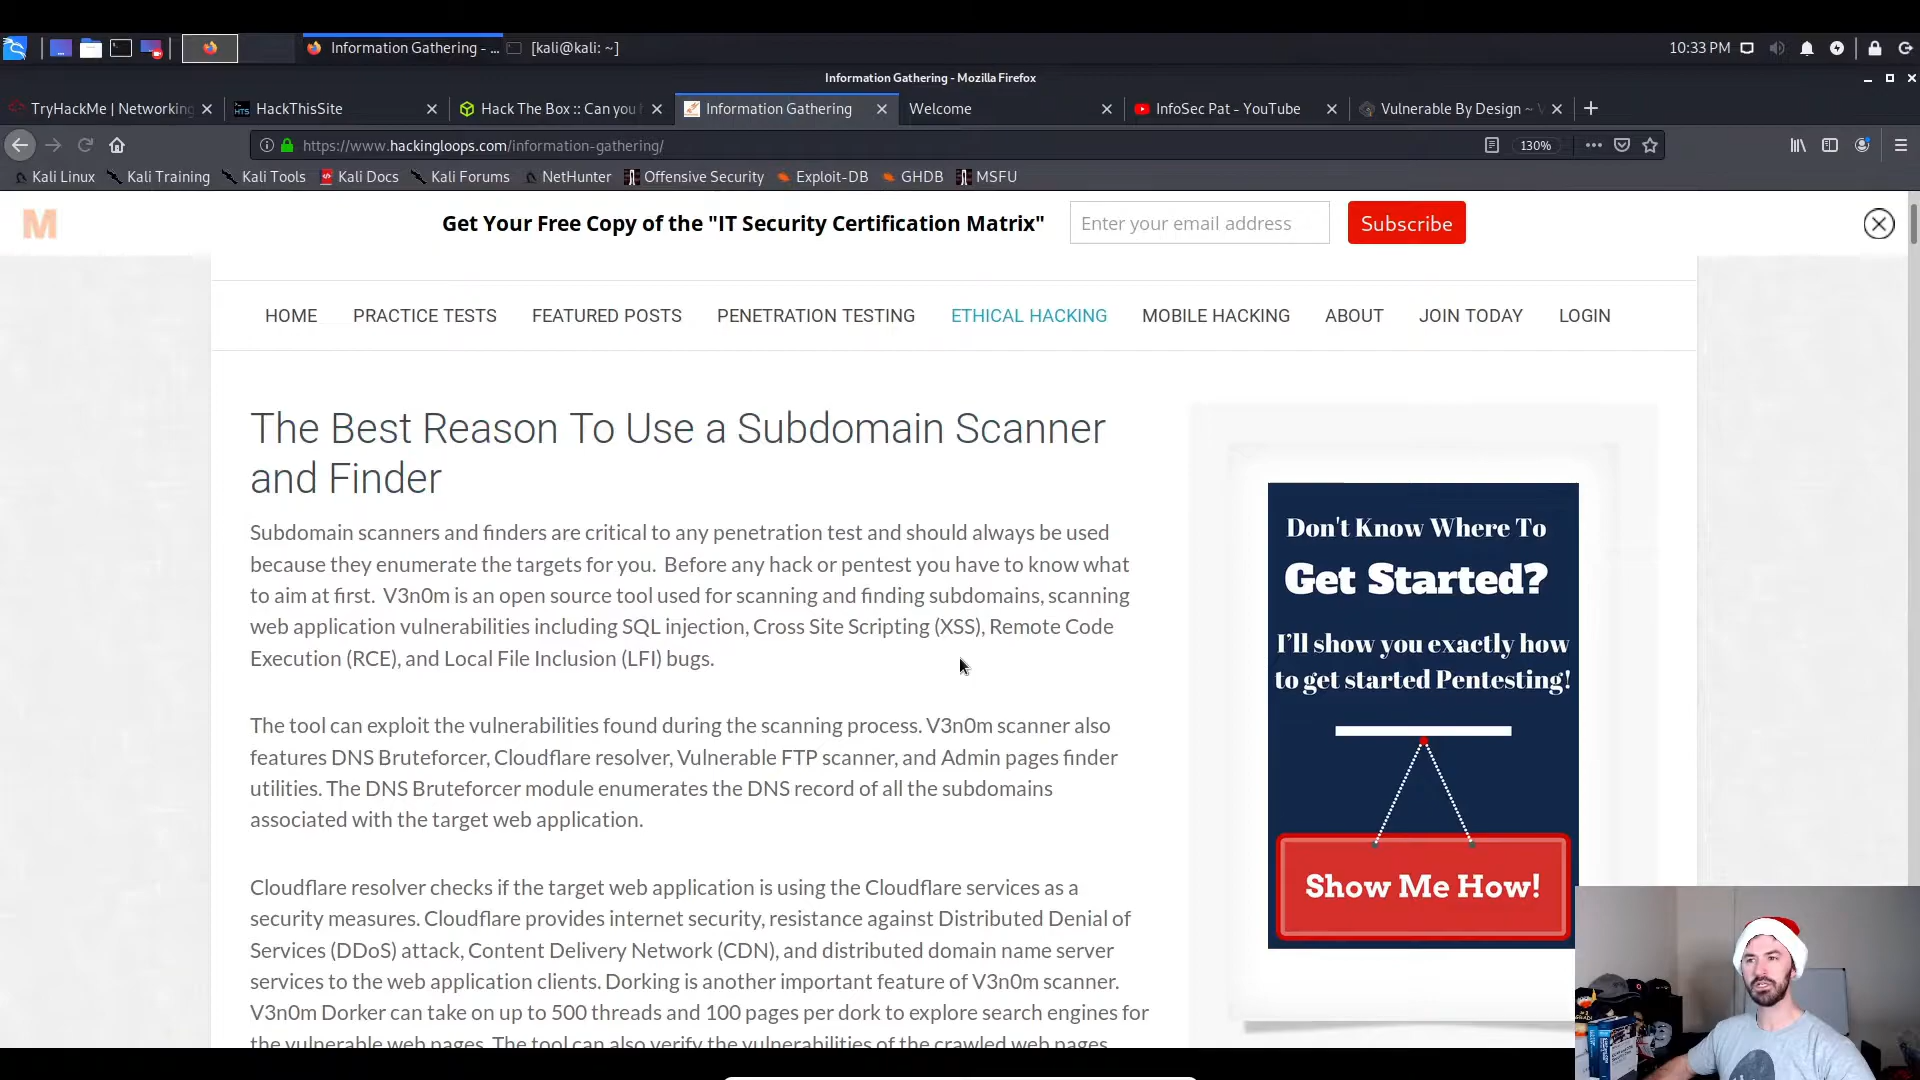 Information Gathering - ...
[kali@kali: ~]
10:33 PM
Information Gathering - Mozilla Firefox
TryHackMe | Networking
HackThisSite
Hack The Box :: Can you
Information Gathering
Welcome
InfoSec Pat - YouTube
Vulnerable By Design ~
https://www.hackingloops.com/information-gathering/
130%
Kali Linux
Kali Training
Kali Tools
Kali Docs
Kali Forums
NetHunter
Offensive Security
Exploit-DB
GHDB
MSFU
M
Get Your Free Copy of the "IT Security Certification Matrix"
Enter your email address
Subscribe
HOME
PRACTICE TESTS
FEATURED POSTS
PENETRATION TESTING
ETHICAL HACKING
MOBILE HACKING
ABOUT
JOIN TODAY
LOGIN
The Best Reason To Use a Subdomain Scanner
and Finder
Subdomain scanners and finders are critical to any penetration test and should always be used
because they enumerate the targets for you.  Before any hack or pentest you have to know what
to aim at first.  V3n0m is an open source tool used for scanning and finding subdomains, scanning
web application vulnerabilities including SQL injection, Cross Site Scripting (XSS), Remote Code
Execution (RCE), and Local File Inclusion (LFI) bugs.
The tool can exploit the vulnerabilities found during the scanning process. V3n0m scanner also
features DNS Bruteforcer, Cloudflare resolver, Vulnerable FTP scanner, and Admin pages finder
utilities. The DNS Bruteforcer module enumerates the DNS record of all the subdomains
associated with the target web application.
Cloudflare resolver checks if the target web application is using the Cloudflare services as a
security measures. Cloudflare provides internet security, resistance against Distributed Denial of
Services (DDoS) attack, Content Delivery Network (CDN), and distributed domain name server
services to the web application clients. Dorking is another important feature of V3n0m scanner.
V3n0m Dorker can take on up to 500 threads and 100 pages per dork to explore search engines for
the vulnerable web pages. The tool can also verify the vulnerabilities of the crawled web pages
Don't Know Where To
Get Started?
I'll show you exactly how
to get started Pentesting!
Show Me How!